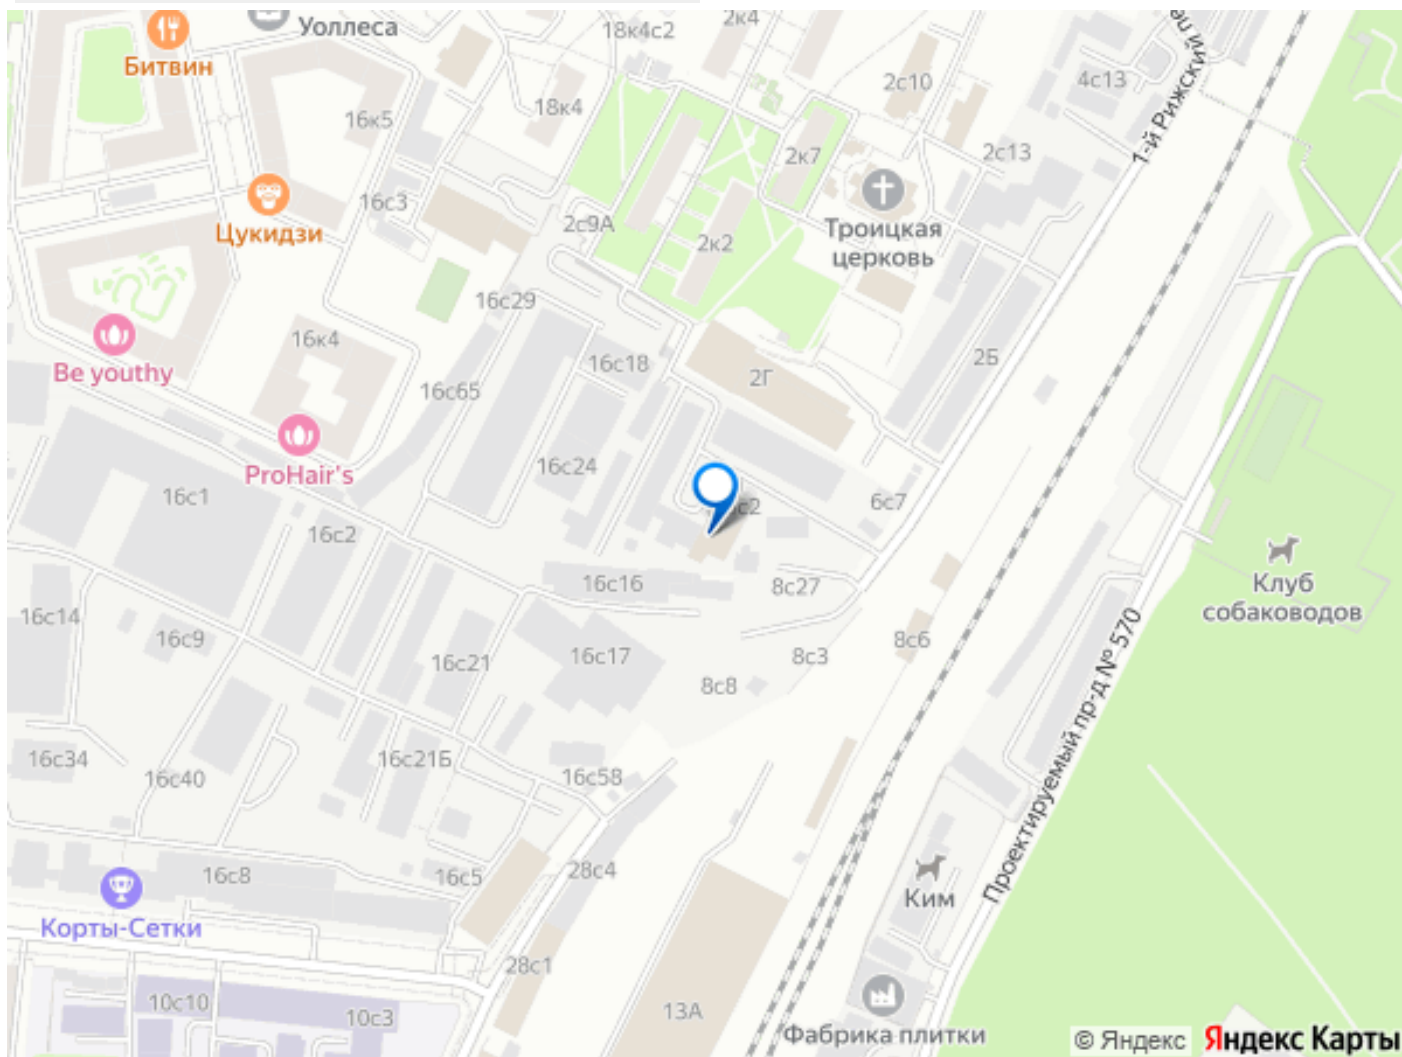 Уоллеса
18к4с2
2к4
Битвин
2с10
4с13
1-й Рижский пе
18к4
16к5
2к7
2с13
16с3
Цукидзи
2с9А
2к2
Троицкая
церковь
16с29
16к4
16с18
2Г
2Б
Be youthy
16с65
ProHair's
16с24
16с1
6с7
16с2
16с16
8с27
Клуб
собаководов
16с14
16с9
16с21
16с17
8с3
8с6
8с8
Проектируемый пр-д № 570
16с34
16с40
16с21Б
16с58
16с8
16с5
28с4
Ким
Корты-Сетки
28с1
10с10
10с3
13А
Фабрика плитки
© Яндекс Яндекс Карты